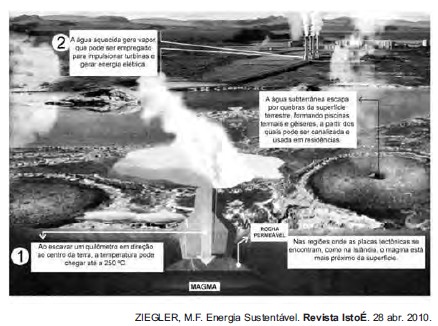 2
A água aquecida gera vapor
que pode ser empregado
para impulsionar turbinas e
gerar energia elétrica.
A água subterrânea escapa
por quebras da superfície
terrestre, formando piscinas
termais e gêiseres, a partir dos
quais pode ser canalizada e
usada em residências.
1
Ao escavar um quilômetro em direção
ao centro da terra, a temperatura pode
chegar até a 250 ºC.
ROCHA
PERMEÁVEL
MAGMA
Nas regiões onde as placas tectônicas se
encontram, como na Islândia, o magma está
mais próximo da superfície.
ZIEGLER, M.F. Energia Sustentável. Revista IstoÉ. 28 abr. 2010.